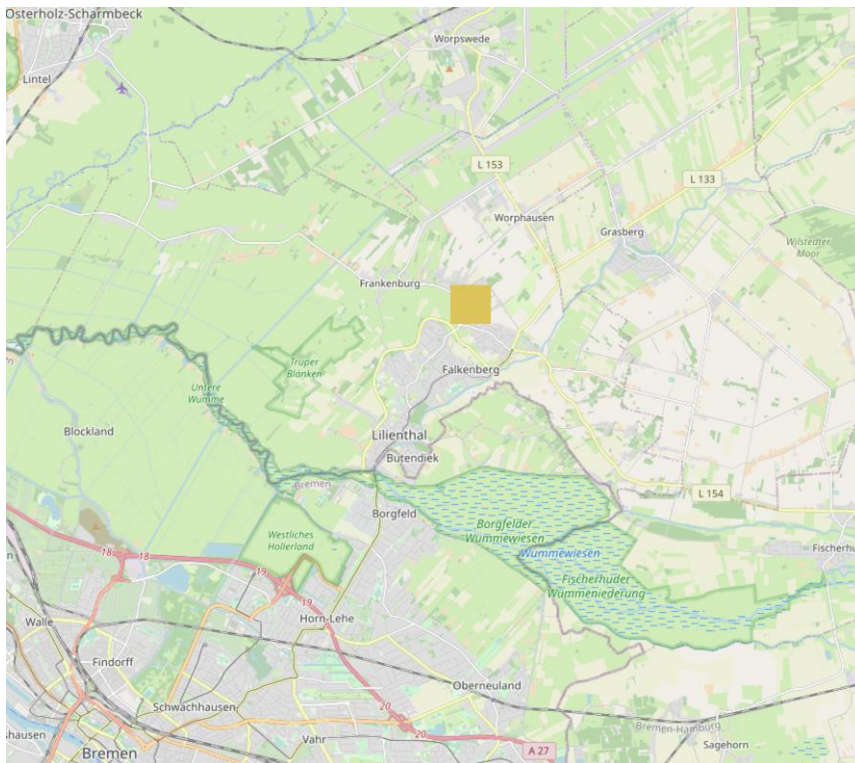 Osterholz-Scharmbeck
Worpswede
Lintel
L 153
L 133
Worphausen
Grasberg
Wilstedter
Moor
Frankenburg
Truper
Blänken
Falkenberg
Untere
Wümme
Blockland
Lilienthal
Butendiek
Bremen
L 154
Borgfeld
Borgfelder
Wümmewiesen
Westliches
Hollerland
Wümmewiesen
Fischerhu
Fischerhuder
Wümmeniederung
18
18
19
19
Walle
Horn-Lehe
Findorff
Oberneuland
Schwachhausen
20
20
Vahr
Bremen-Hamburg
Sagehorn
shausen
Bremen
A 27